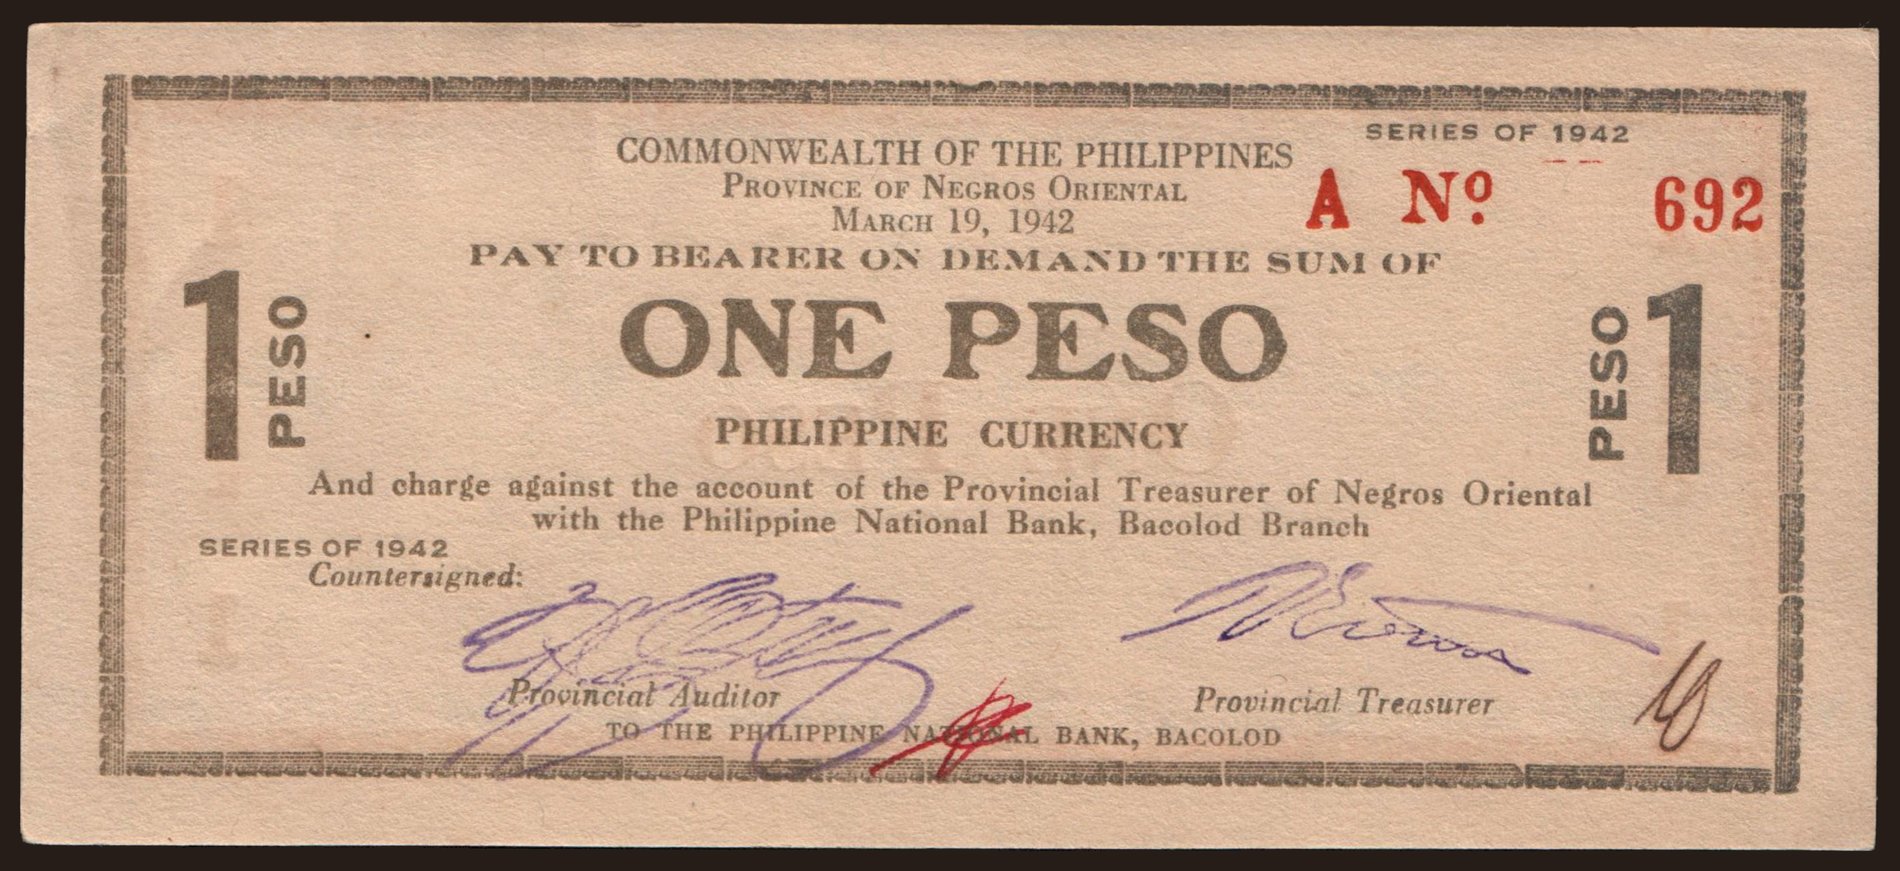 SERIES OF 1942
COMMONWEALTH OF THE PHILIPPINES
A Nº. 692
PROVINCE OF NEGROS ORIENTAL
MARCH 19, 1942
PAY TO BEARER ON DEMAND THE SUM OF
1 PESO
ONE PESO
PESO 1
PHILIPPINE CURRENCY
And charge against the account of the Provincial Treasurer of Negros Oriental
with the Philippine National Bank, Bacolod Branch
SERIES OF 1942
Countersigned:
Provincial Auditor
Provincial Treasurer
TO THE PHILIPPINE NATIONAL BANK, BACOLOD